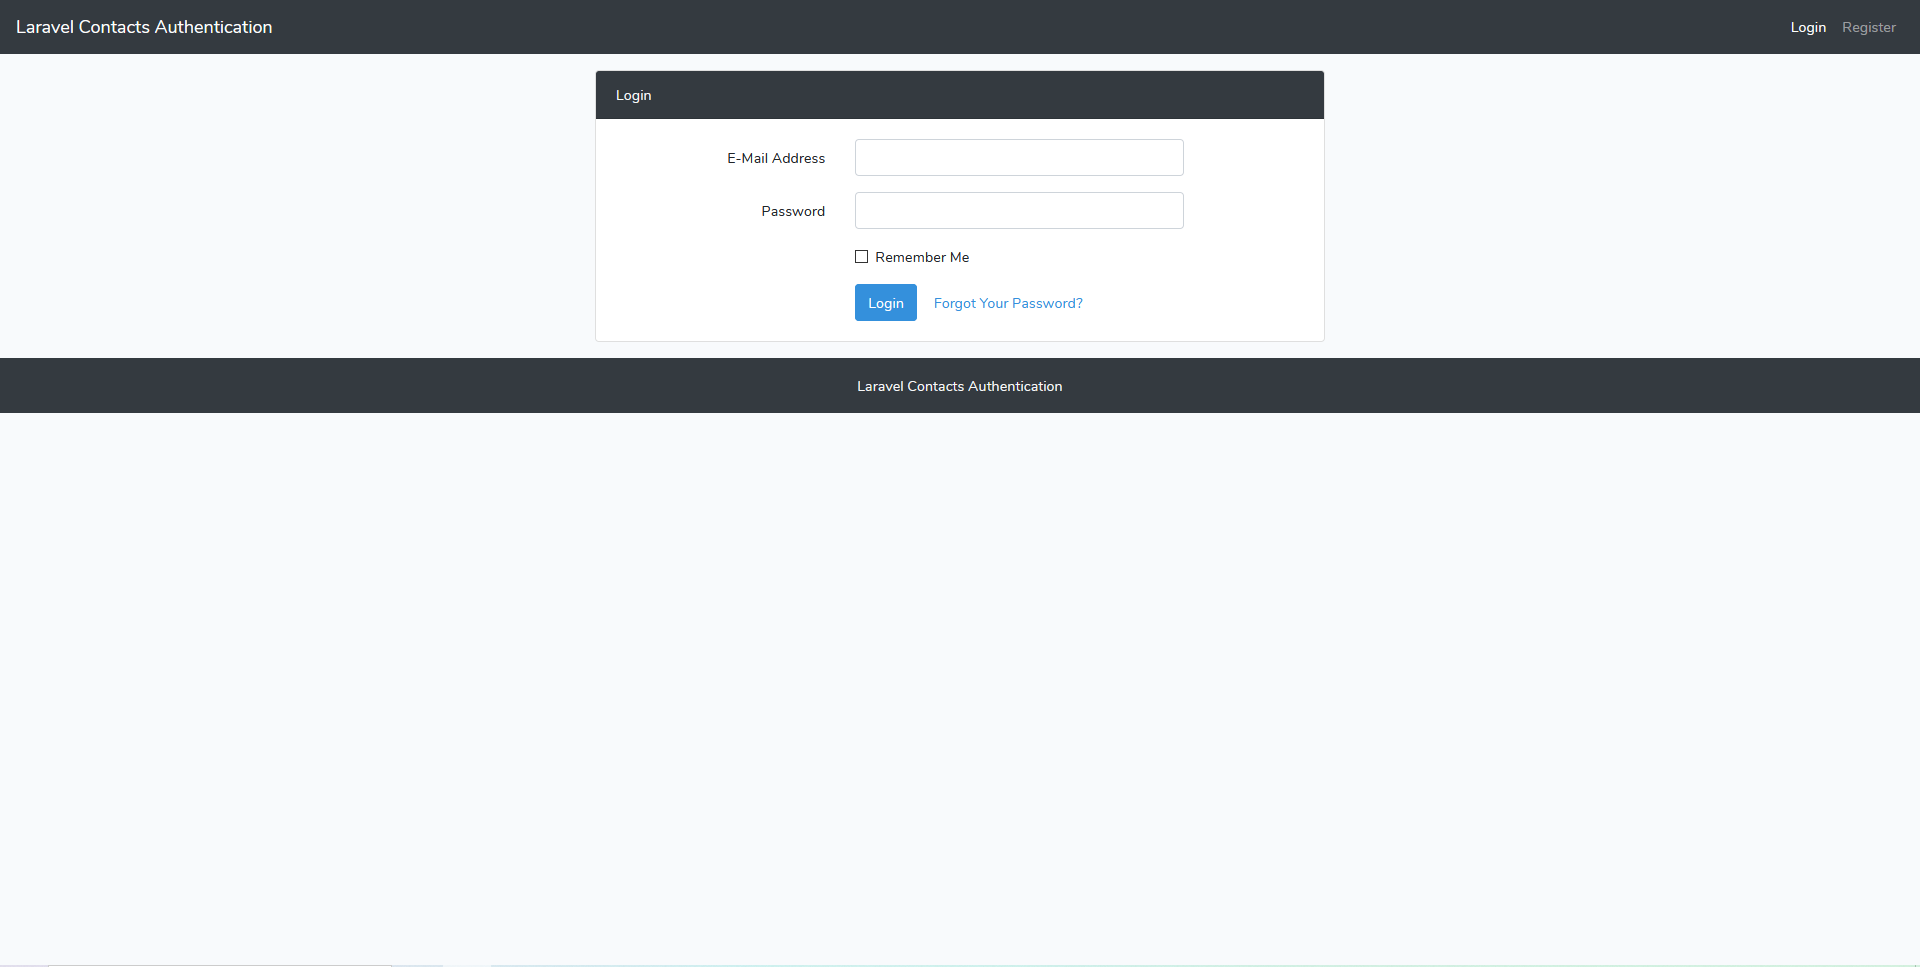 Laravel Contacts Authentication
Login Register
Login
E-Mail Address
Password
Remember Me
Login Forgot Your Password?
Laravel Contacts Authentication